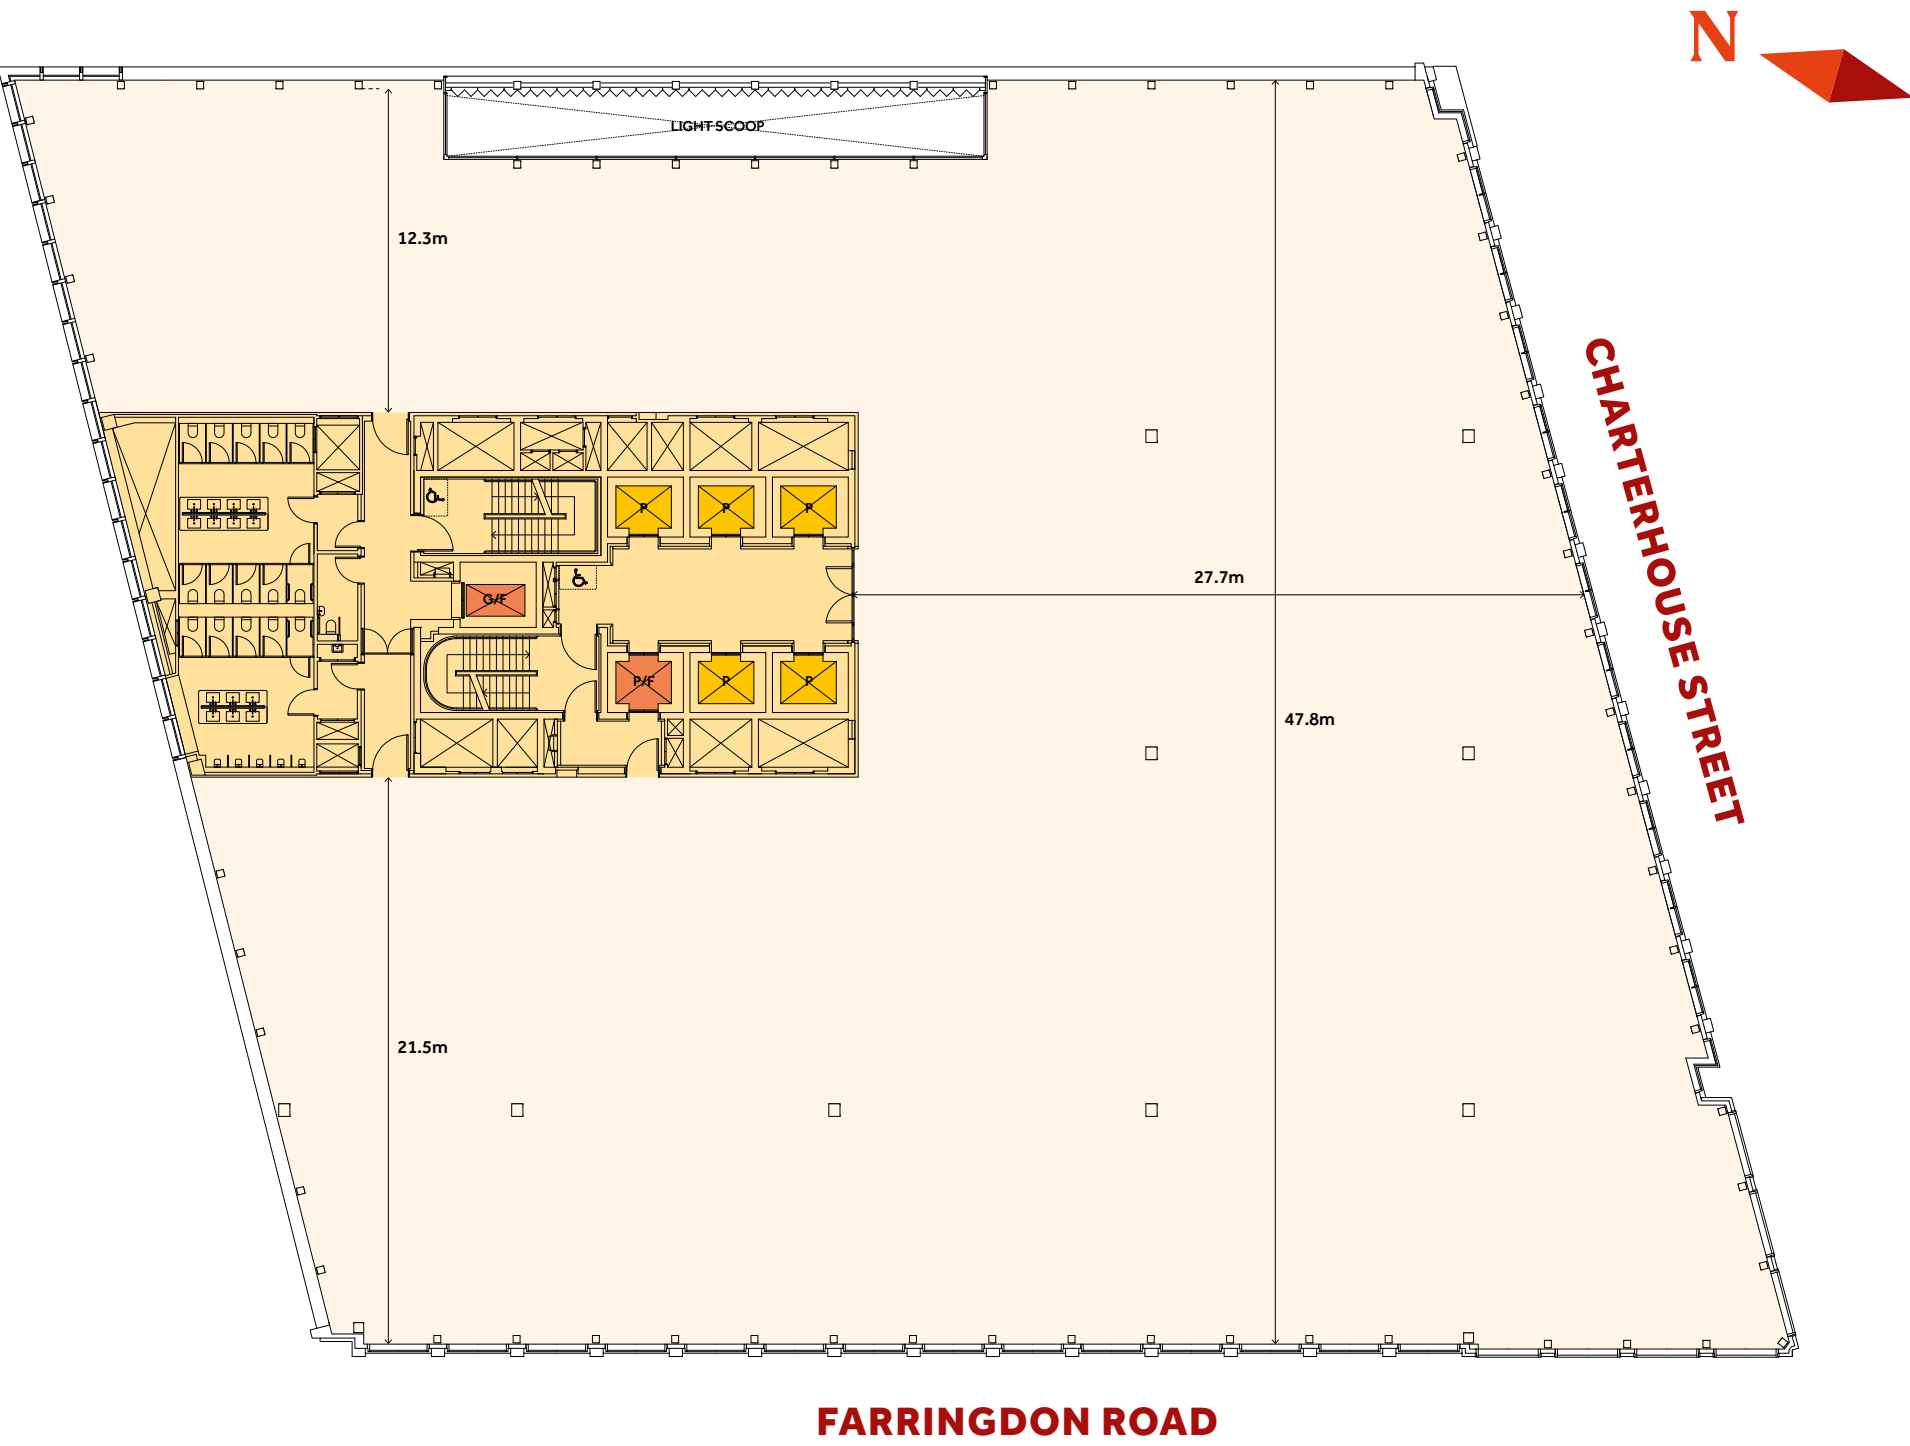 N
LIGHT SCOOP
12.3m
CHARTERHOUSE STREET
P
P
P
27.7m
G/F
P/F
P
P
47.8m
21.5m
FARRINGDON ROAD